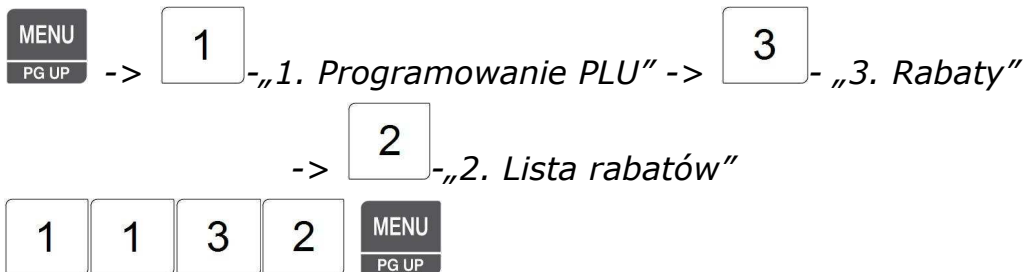 MENU PG UP -> 1 -„1. Programowanie PLU” -> 3 - „3. Rabaty”
-> 2 -„2. Lista rabatów”
1 1 3 2 MENU PG UP